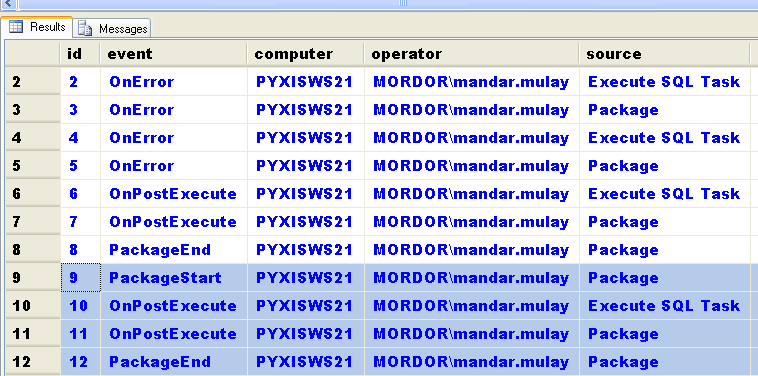 Results Messages
id event computer operator source
2 2 OnError PYXISWS21 MORDOR\mandar.mulay Execute SQL Task
3 3 OnError PYXISWS21 MORDOR\mandar.mulay Package
4 4 OnError PYXISWS21 MORDOR\mandar.mulay Execute SQL Task
5 5 OnError PYXISWS21 MORDOR\mandar.mulay Package
6 6 OnPostExecute PYXISWS21 MORDOR\mandar.mulay Execute SQL Task
7 7 OnPostExecute PYXISWS21 MORDOR\mandar.mulay Package
8 8 PackageEnd PYXISWS21 MORDOR\mandar.mulay Package
9 9 PackageStart PYXISWS21 MORDOR\mandar.mulay Package
10 10 OnPostExecute PYXISWS21 MORDOR\mandar.mulay Execute SQL Task
11 11 OnPostExecute PYXISWS21 MORDOR\mandar.mulay Package
12 12 PackageEnd PYXISWS21 MORDOR\mandar.mulay Package